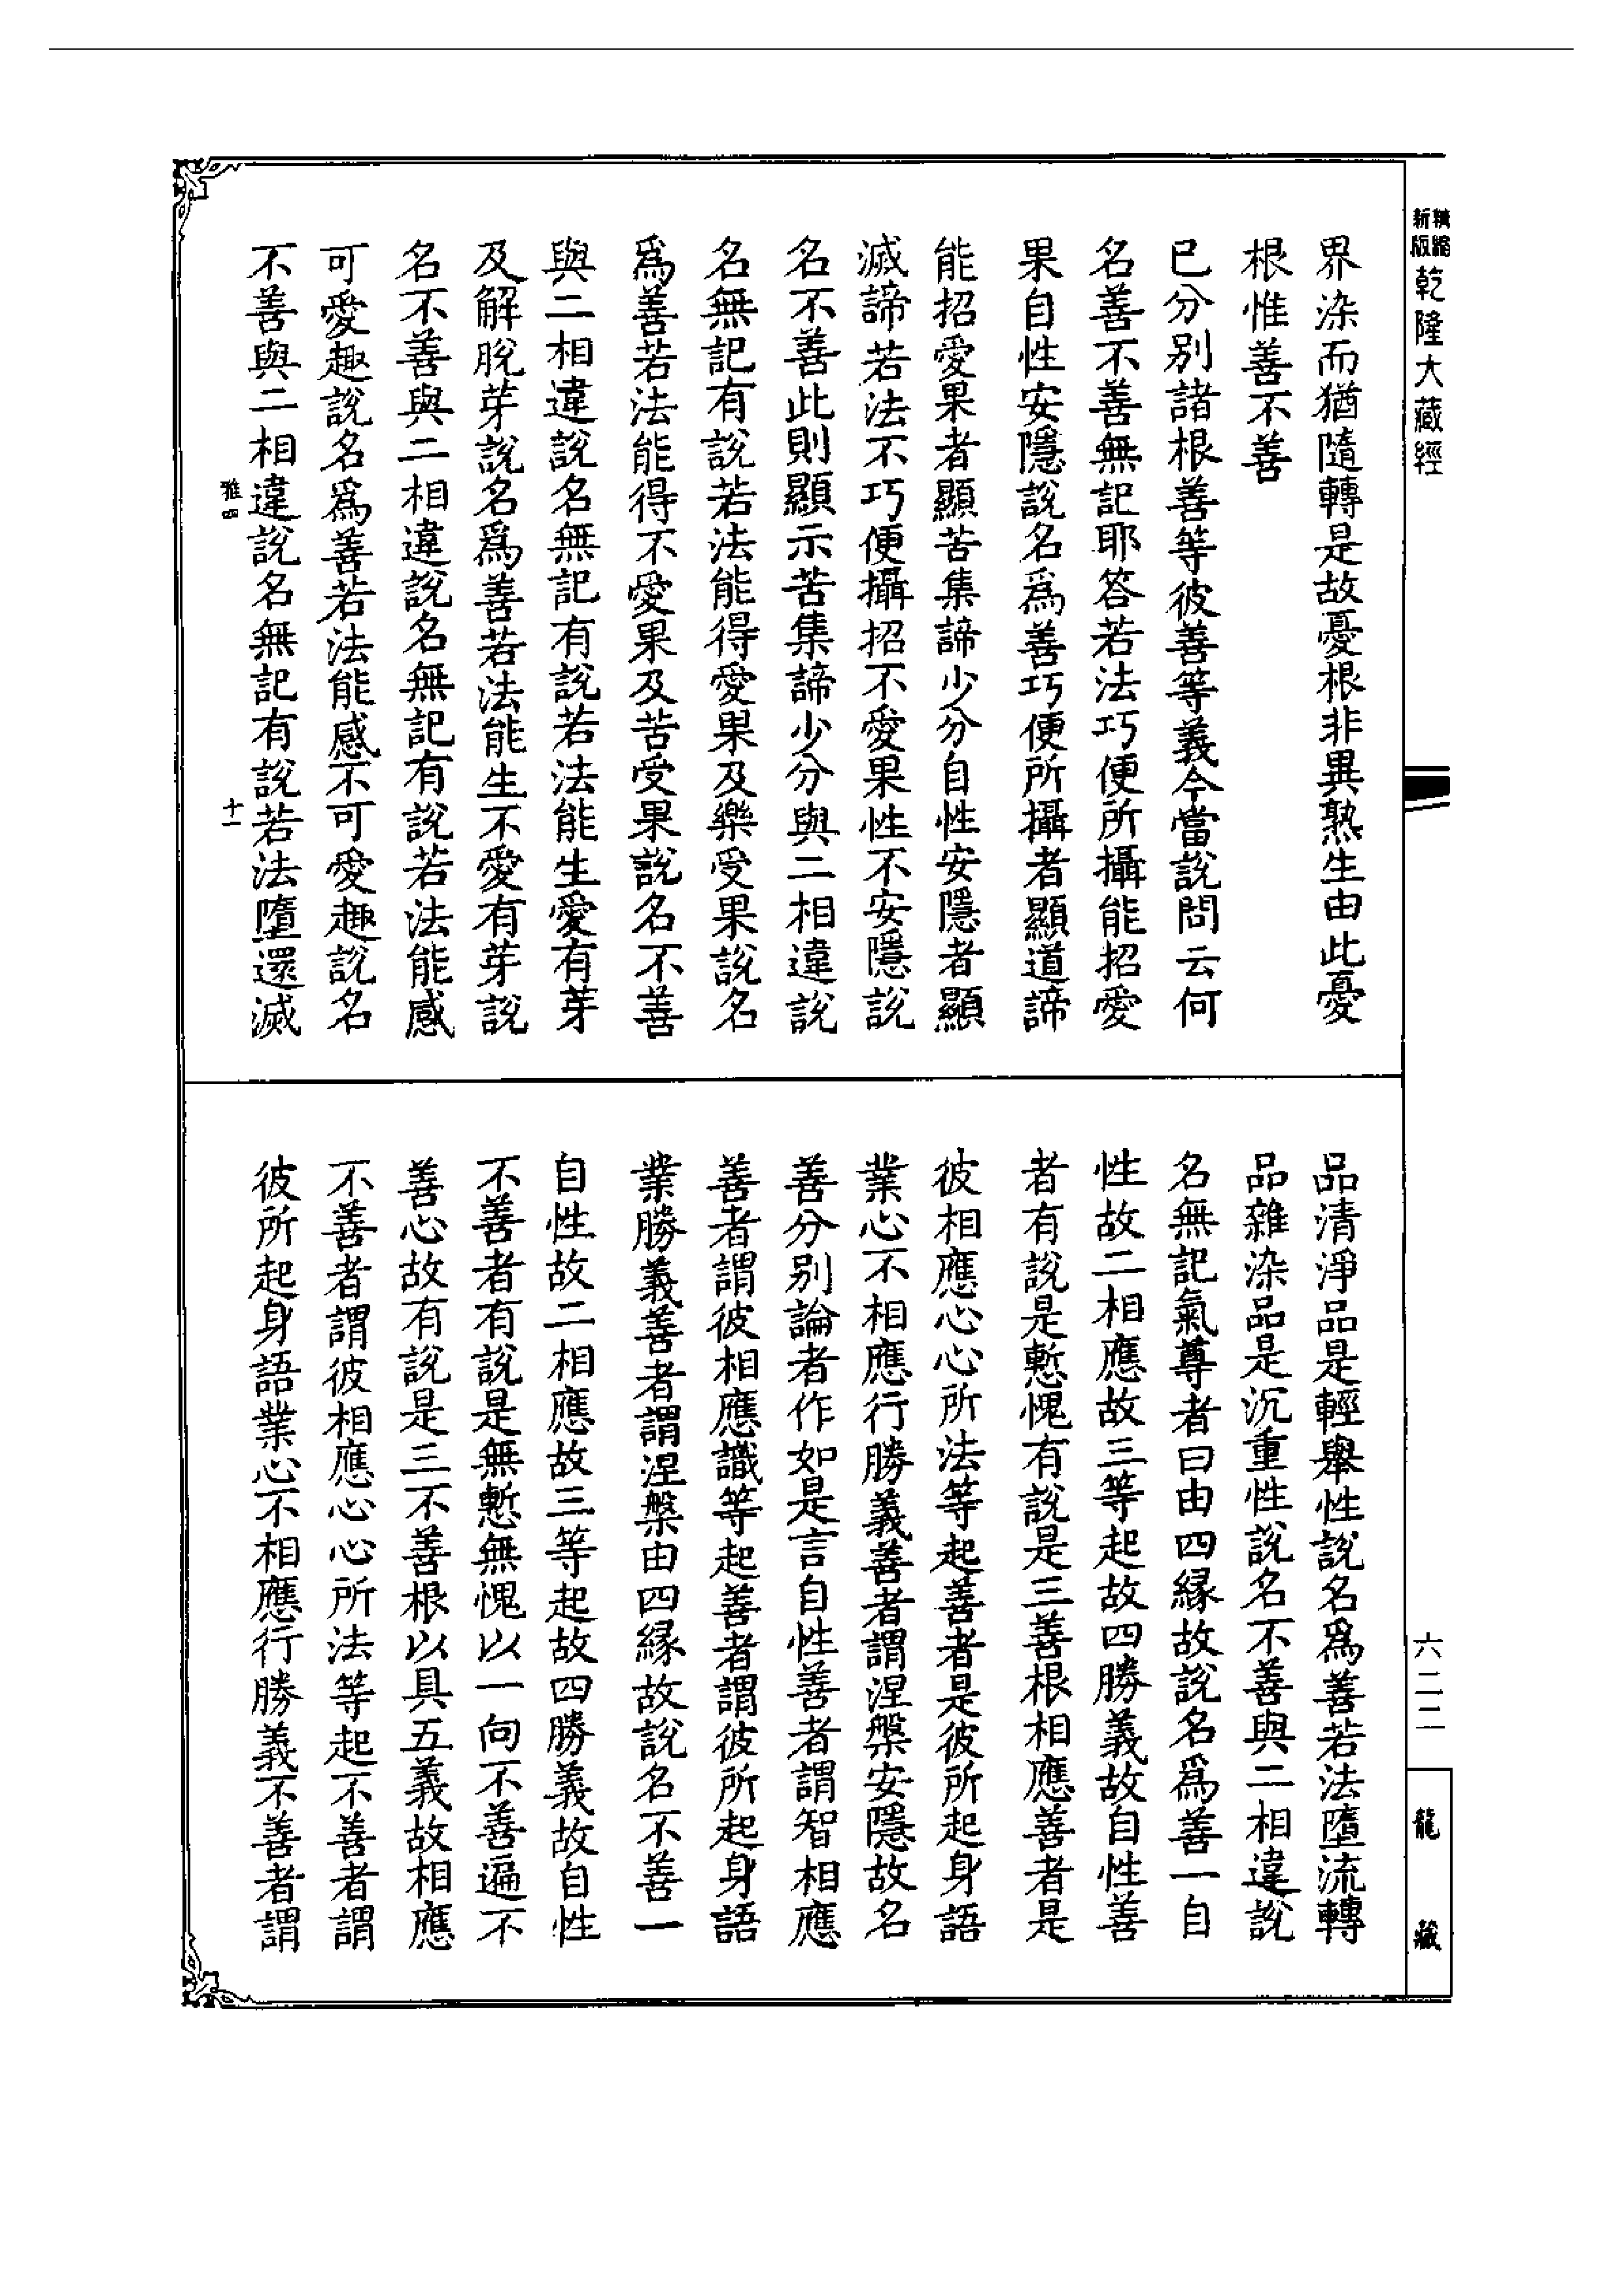 精縮新版乾隆大藏經
界染而猶隨轉是故憂根非異熟生由此憂
根惟善不善
已分別諸根善等彼善等義今當說問云何
名善不善無記耶答若法巧便所攝能招愛
果自性安隱說名爲善巧便所攝者顯道諦
能招愛果者顯苦集諦少分自性安隱者顯
滅諦若法不巧便攝招不愛果性不安隱說
名不善此則顯示苦集諦少分與二相違說
名無記有說若法能得愛果及樂受果說名
爲善若法能得不愛果及苦受果說名不善
與二相違說名無記有說若法能生愛有芽
及解脫芽說名爲善若法能生不愛有芽說
名不善與二相違說名無記有說若法能感
可愛趣說名爲善若法能感不可愛趣說名
不善與二相違說名無記有說若法墮還滅
雅四
十一
品清淨品是輕舉性說名爲善若法墮流轉
品雜染品是沉重性說名不善與二相違說
名無記氣尊者曰由四緣故說名爲善一自
性故二相應故三等起故四勝義故自性善
者有說是慙愧有說是三善根相應善者是
彼相應心心所法等起善者是彼所起身語
業心不相應行勝義善者謂涅槃安隱故名
善分別論者作如是言自性善者謂智相應
善者謂彼相應識等起善者謂彼所起身語
業勝義善者謂涅槃由四緣故說名不善一
自性故二相應故三等起故四勝義故自性
不善者有說是無慙無愧以一向不善遍不
善心故有說是三不善根以具五義故相應
不善者謂彼相應心心所法等起不善者謂
彼所起身語業心不相應行勝義不善者謂
六二二
龍藏